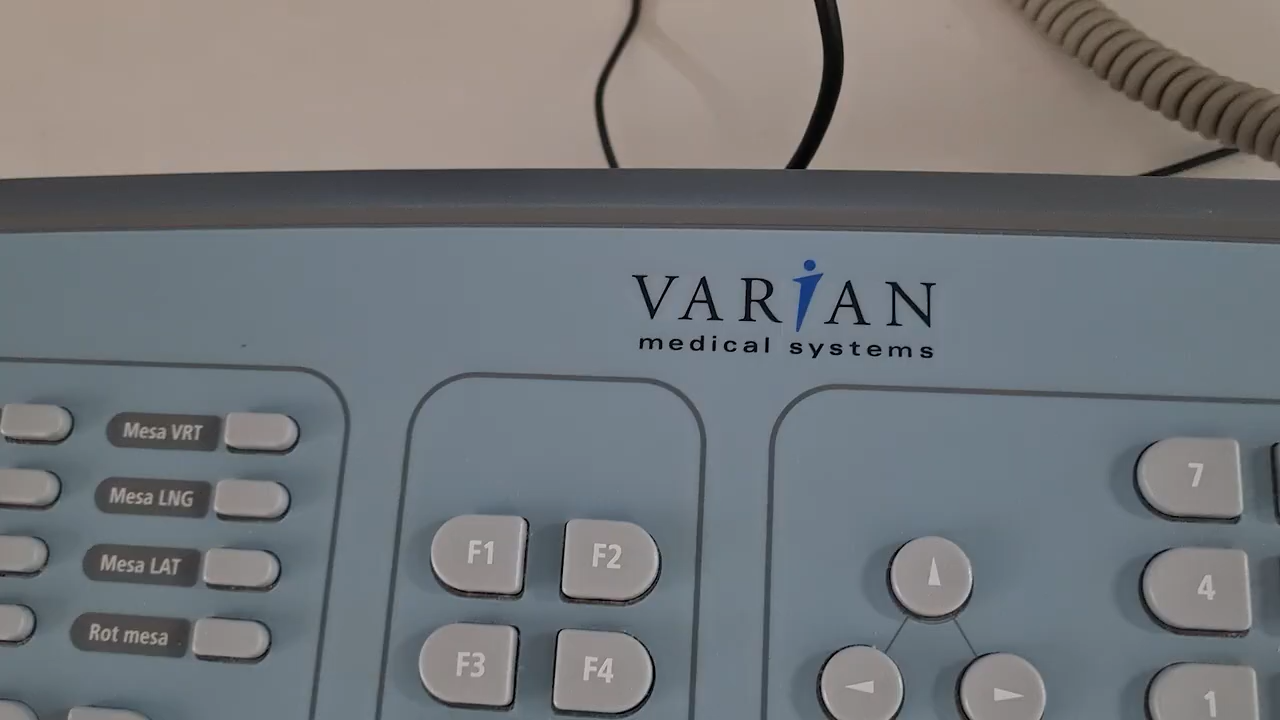 VARiAN
medical systems
Mesa VRT
Mesa LNG
Mesa LAT
Rot mesa
F1
F2
F3
F4
7
4
1